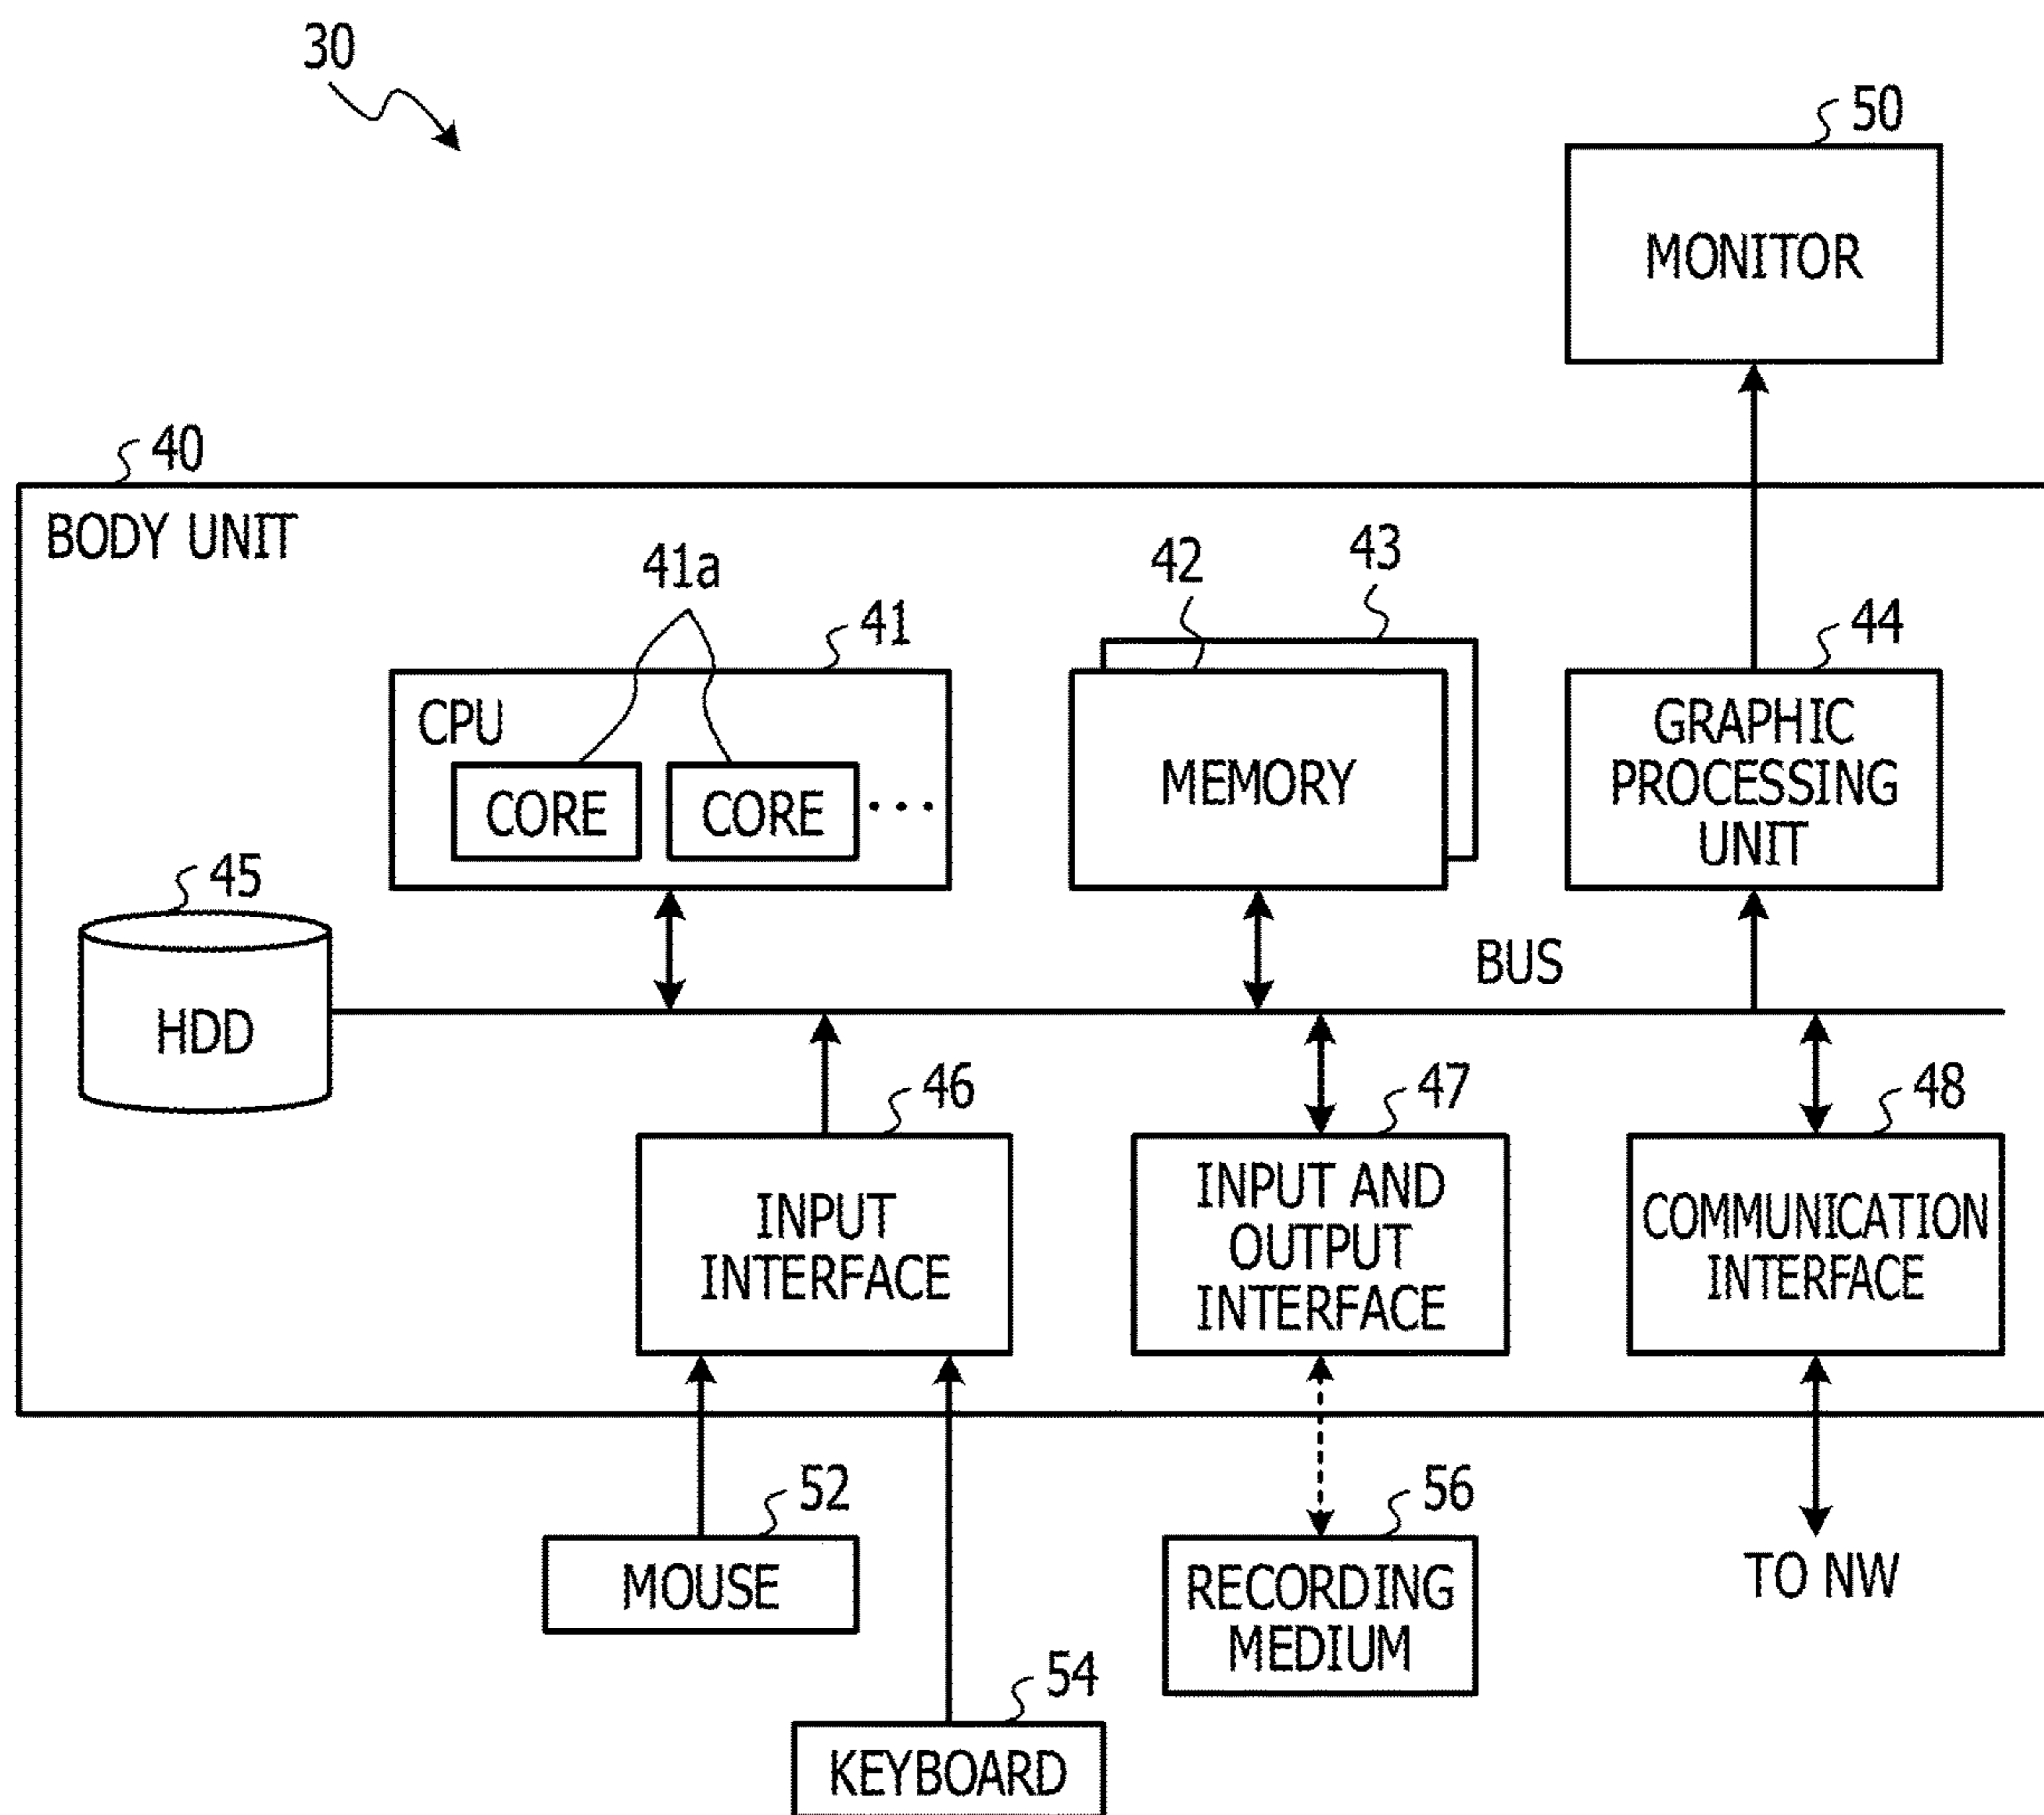 30
50
MONITOR
40
BODY UNIT
41a
41
42
43
44
CPU
CORE
CORE
...
MEMORY
GRAPHIC
PROCESSING
UNIT
45
HDD
BUS
46
47
48
INPUT
INTERFACE
INPUT AND
OUTPUT
INTERFACE
COMMUNICATION
INTERFACE
52
MOUSE
56
RECORDING
MEDIUM
TO NW
54
KEYBOARD